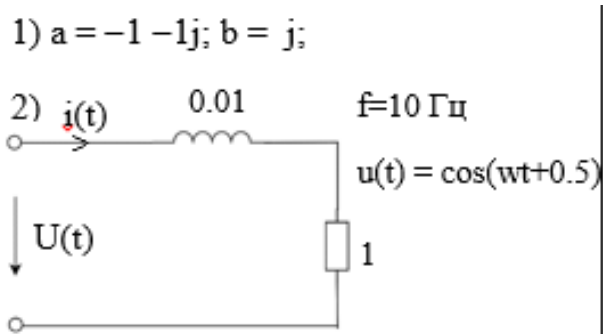 1) a = −1 −1j; b = j;
2) i(t) 0.01 f=10 Гц
u(t) = cos(wt+0.5)
U(t) 1